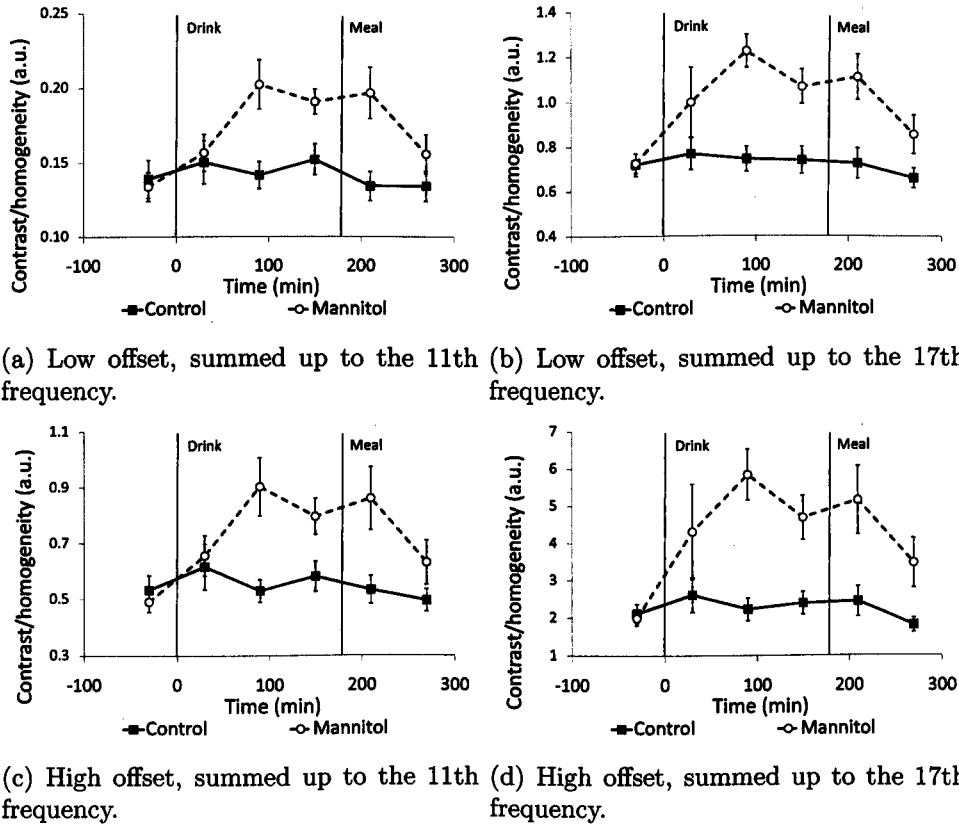 1.4
0.20
Drink
Meal
Contrast/homogeneity (a.u.)
0.20
0.15
0.10
-100
0
100
200
300
Time (min)
Control
Mannitol
Drink
Meal
Contrast/homogeneity (a.u.)
1.2
1.0
0.8
0.6
0.4
-100
0
100
200
300
Time (min)
Control
Mannitol
(a) Low offset, summed up to the 11th
frequency.
(b) Low offset, summed up to the 17th
frequency.
Drink
Meal
Contrast/homogeneity (a.u.)
1.1
0.9
0.7
0.5
0.3
-100
0
100
200
300
Time (min)
Control
Mannitol
Drink
Meal
Contrast/homogeneity (a.u.)
7
6
5
4
3
2
1
-100
0
100
200
300
Time (min)
Control
Mannitol
(c) High offset, summed up to the 11th
frequency.
(d) High offset, summed up to the 17th
frequency.